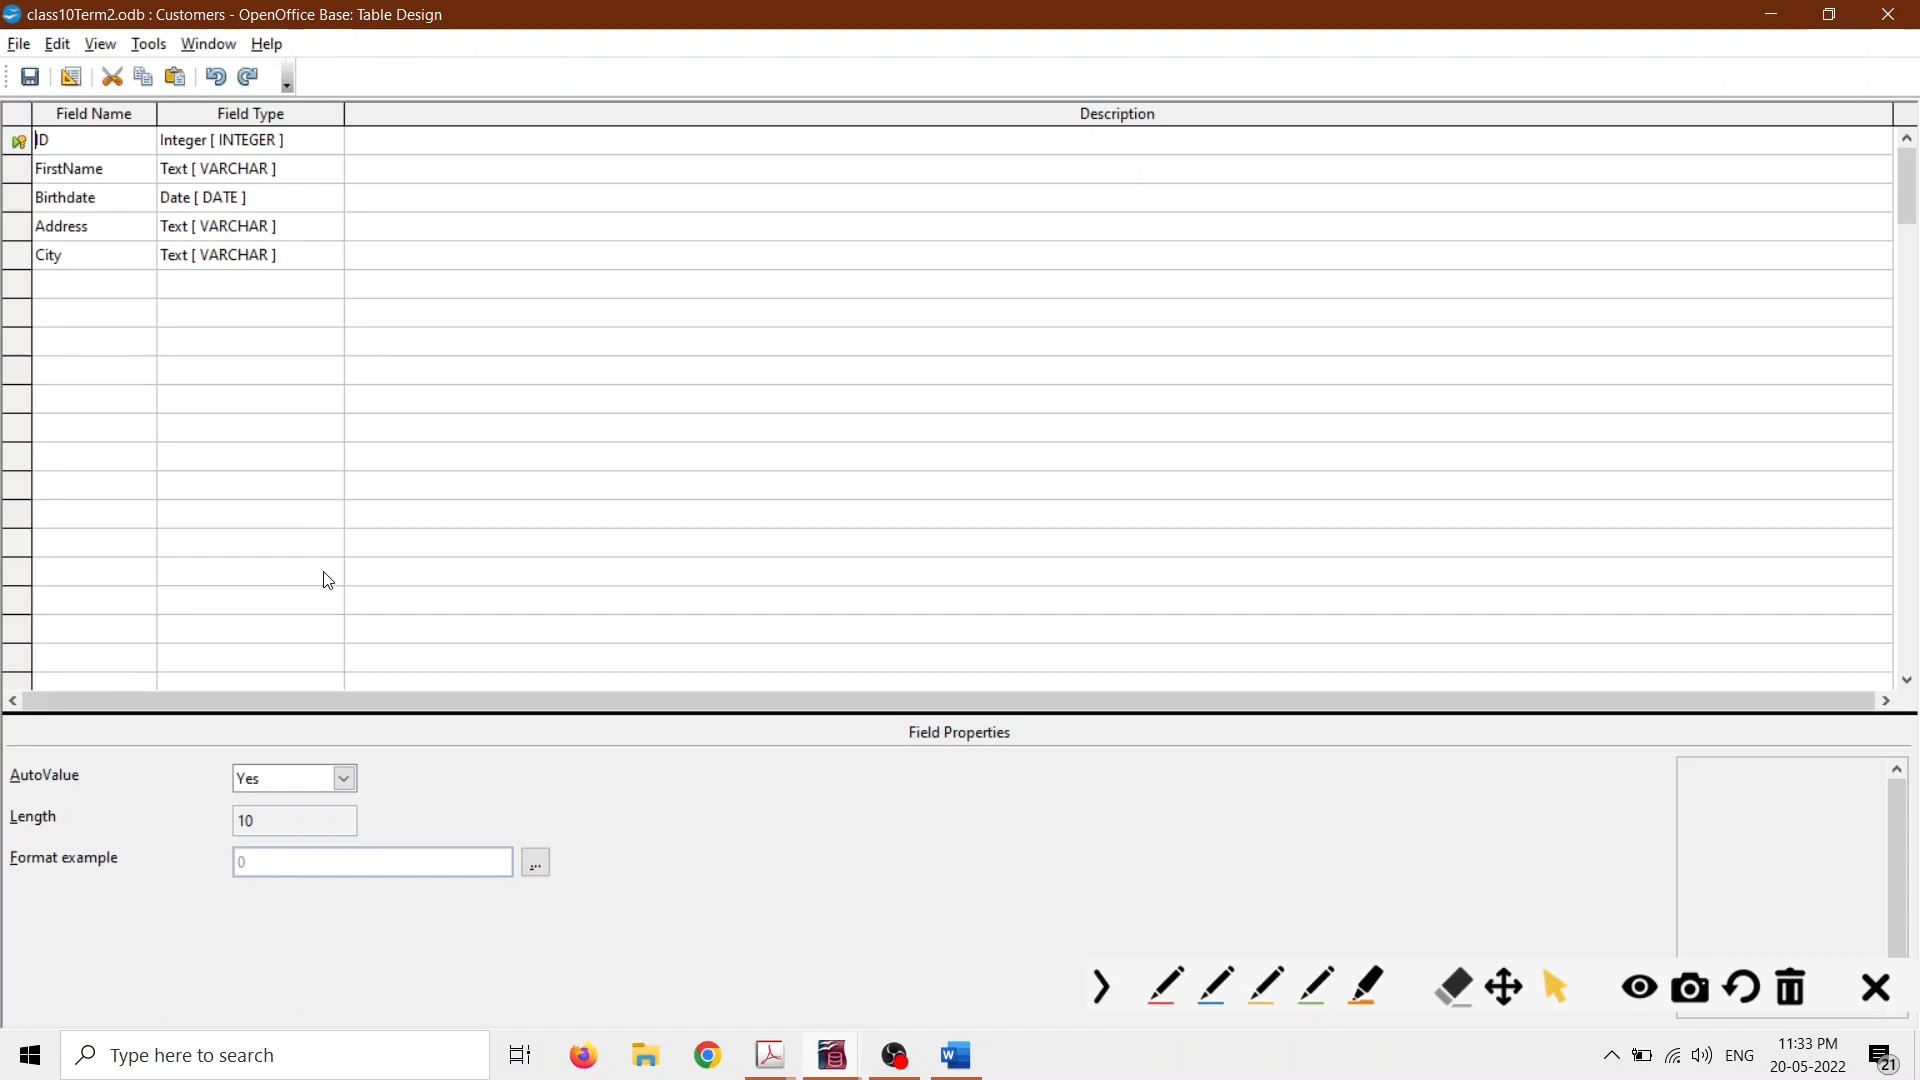 class10Term2.odb : Customers - OpenOffice Base: Table Design
File Edit View Tools Window Help
Field Name Field Type Description
ID Integer [ INTEGER ]
FirstName Text [ VARCHAR ]
Birthdate Date [ DATE ]
Address Text [ VARCHAR ]
City Text [ VARCHAR ]
Field Properties
AutoValue Yes
Length 10
Format example 0 ...
Type here to search
W
ENG
11:33 PM
20-05-2022
21